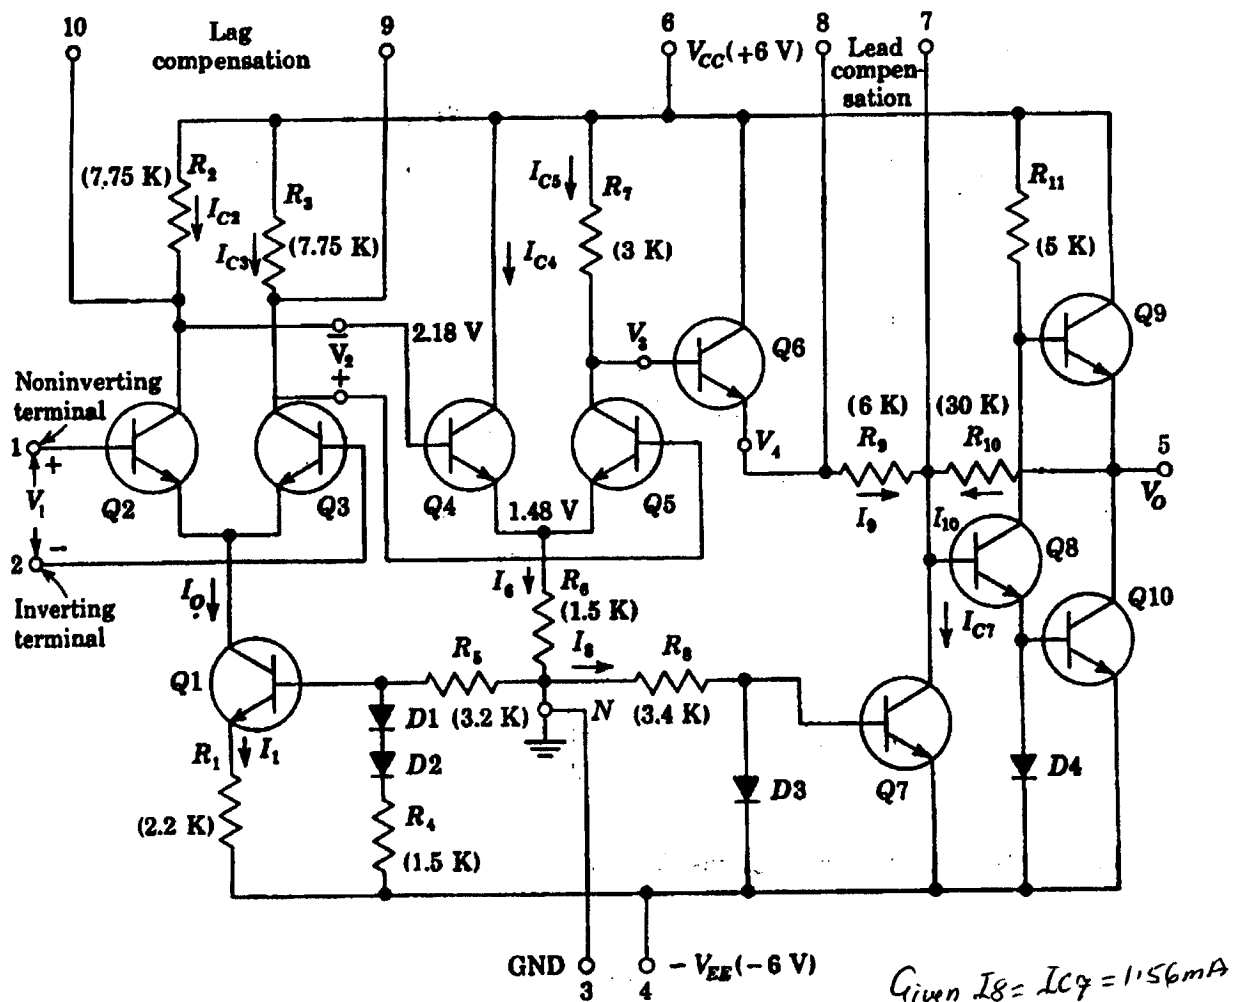 10
Lag
compensation
9
6
V_CC (+6 V)
8
Lead
compen-
sation
7
R_2
(7.75 K)
I_C2
R_3
(7.75 K)
I_C3
I_C4
I_C5
R_7
(3 K)
R_11
(5 K)
Q9
Noninverting
terminal
1
+
V_1
−
2
Inverting
terminal
−
V_2
+
2.18 V
V_3
Q6
V_4
(6 K)
R_9
I_9
(30 K)
R_10
I_10
5
V_O
Q2
Q3
Q4
1.48 V
Q5
Q8
Q10
I_C7
I_O
I_6
R_6
(1.5 K)
I_8
Q1
R_5
(3.2 K)
N
R_8
(3.4 K)
D1
D2
R_1
I_1
(2.2 K)
R_4
(1.5 K)
D3
Q7
D4
GND
3
4
−V_EE (−6 V)
Given I8 = IC7 = 1.56mA